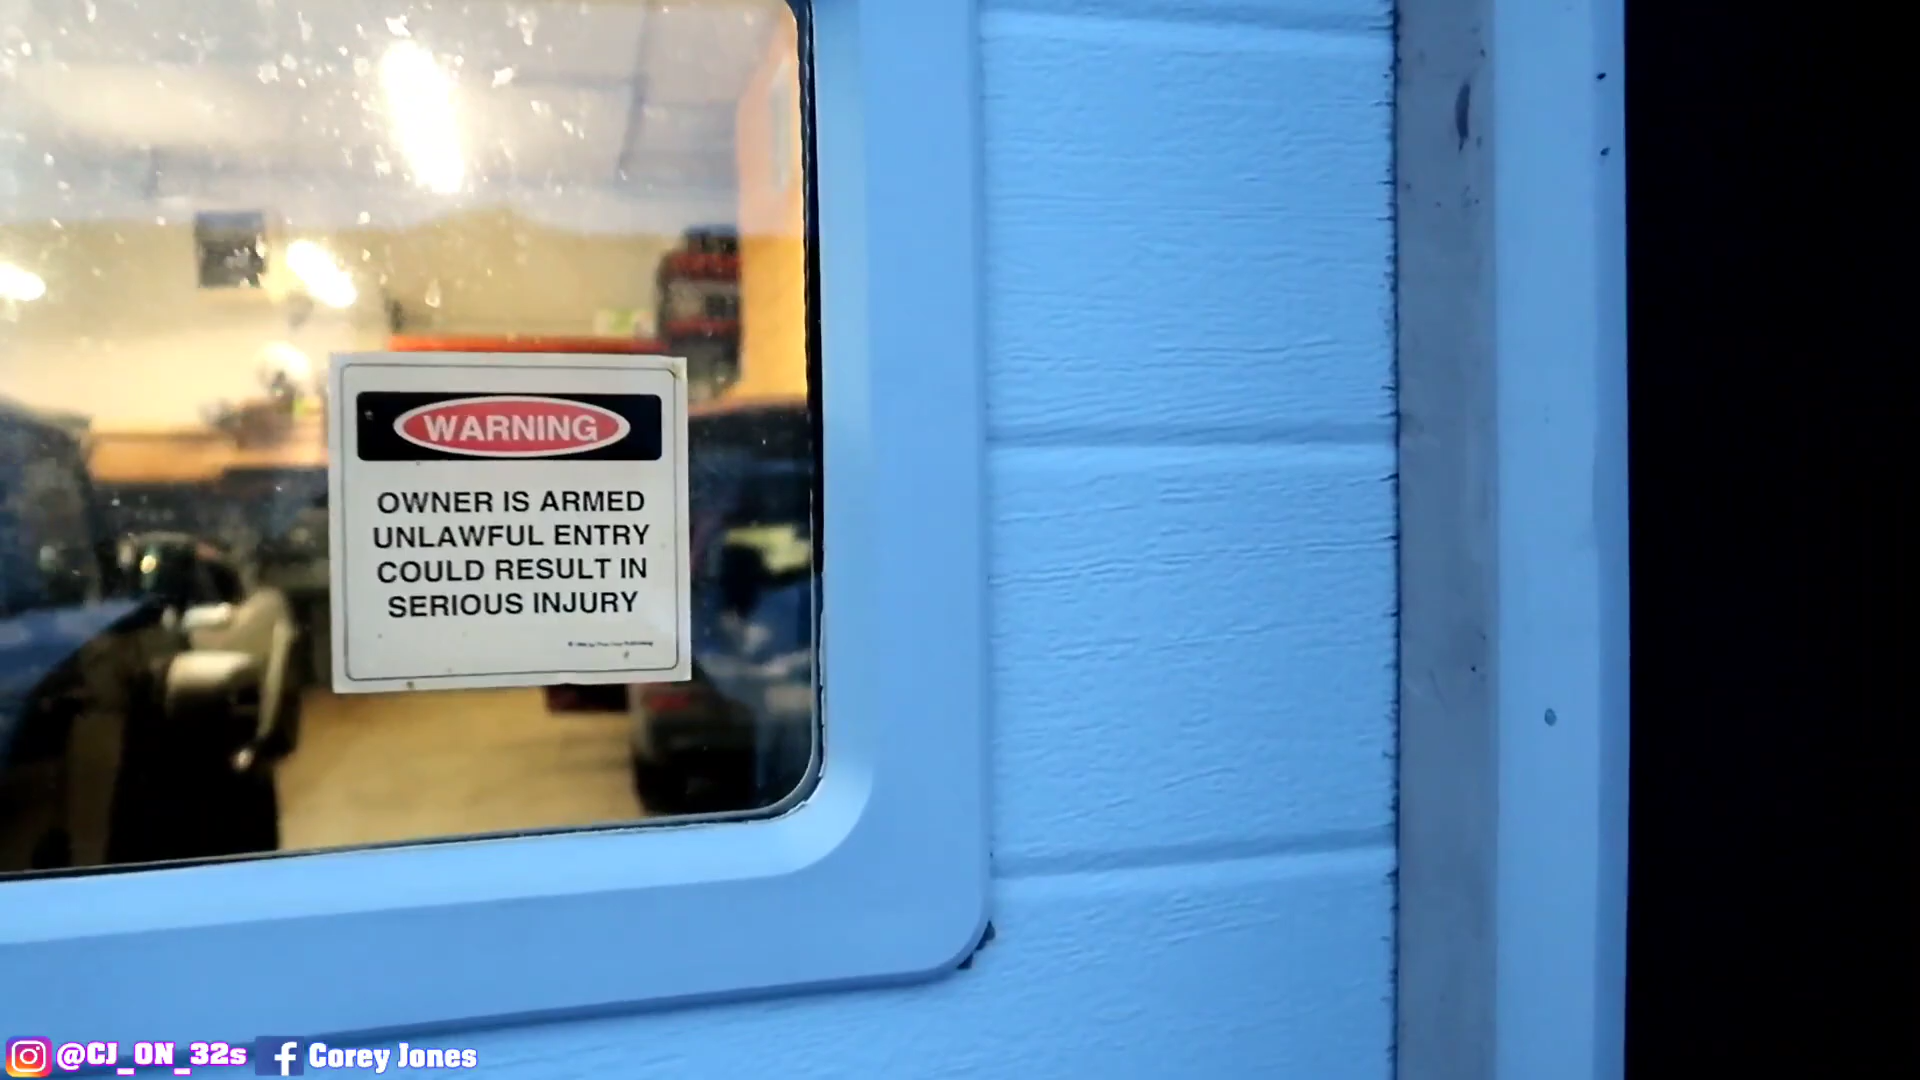 WARNING
OWNER IS ARMED
UNLAWFUL ENTRY
COULD RESULT IN
SERIOUS INJURY
@CJ_ON_32s Corey Jones